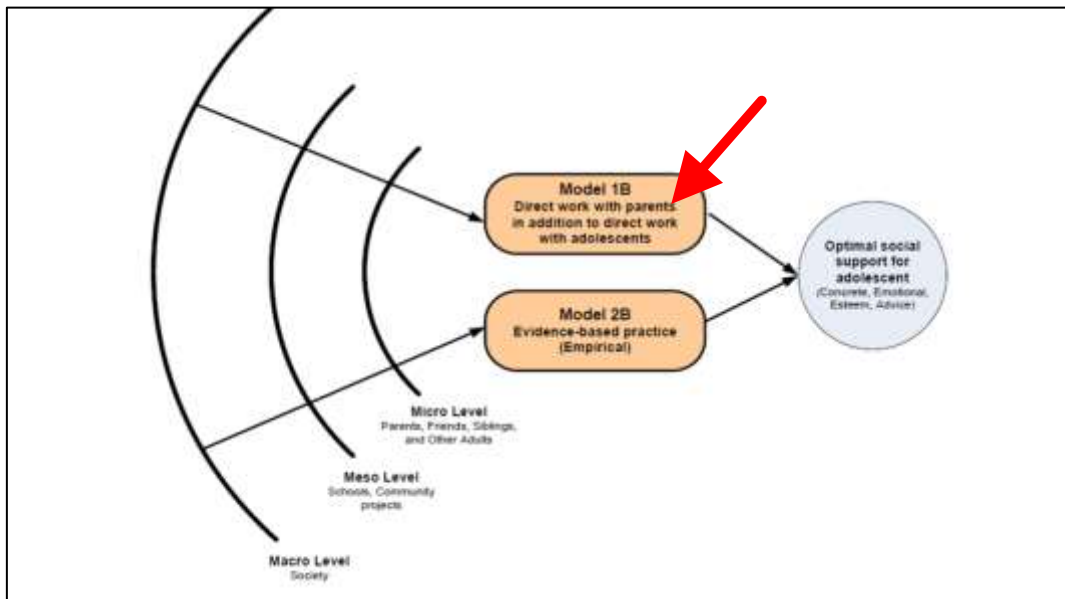 Model 1B
Direct work with parents
in addition to direct work
with adolescents
Optimal social
support for
adolescent
(Concrete, Emotional,
Esteem, Advice)
Model 2B
Evidence-based practice
(Empirical)
Micro Level
Parents, Friends, Siblings,
and Other Adults
Meso Level
Schools, Community
projects
Macro Level
Society